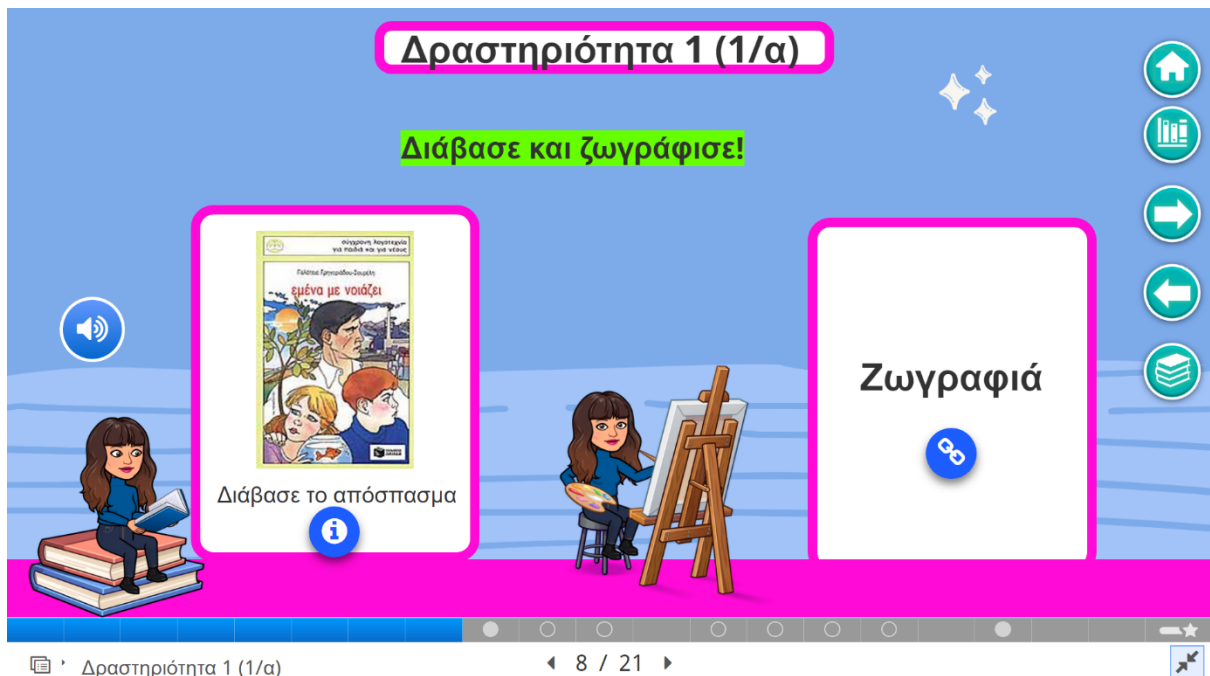 Δραστηριότητα 1 (1/α)
Διάβασε και ζωγράφισε!
σύγχρονη λογοτεχνία
για παιδιά και για νέους
Γαλάτεια Γρηγοριάδου-Σουρέλη
εμένα με νοιάζει
Διάβασε το απόσπασμα
Ζωγραφιά
Δραστηριότητα 1 (1/α)
8 / 21